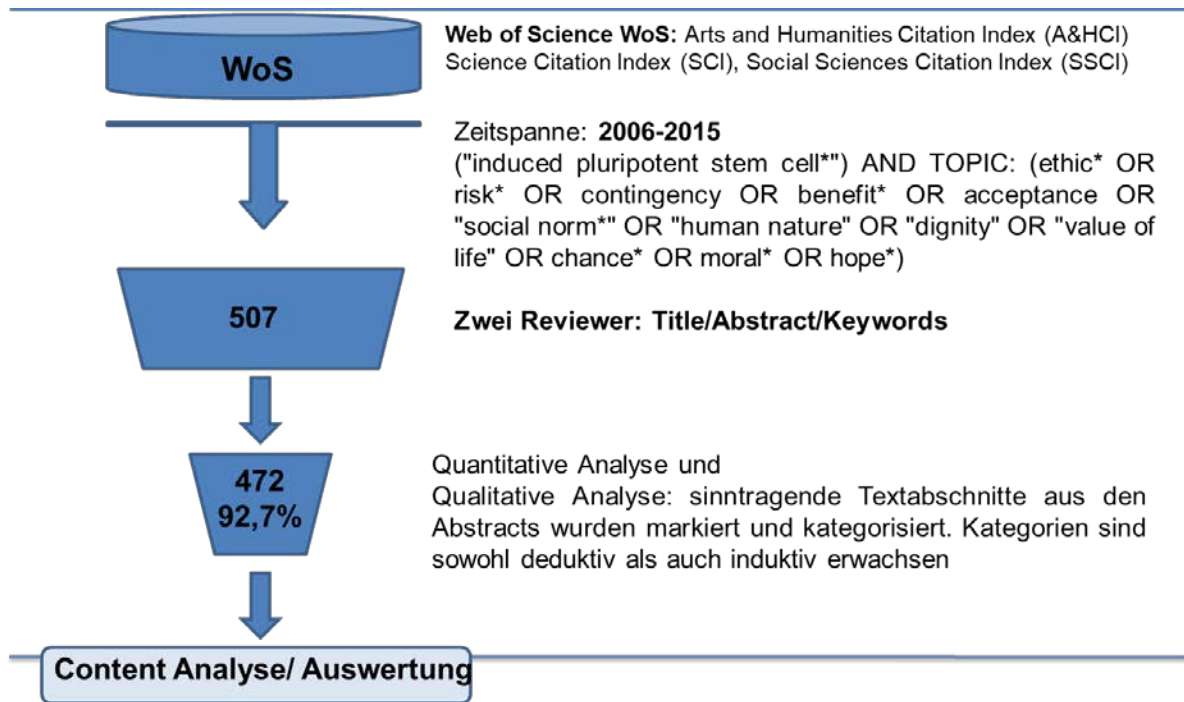 WoS
Web of Science WoS: Arts and Humanities Citation Index (A&HCI)
Science Citation Index (SCI), Social Sciences Citation Index (SSCI)
Zeitspanne: 2006-2015
("induced pluripotent stem cell*") AND TOPIC: (ethic* OR
risk* OR contingency OR benefit* OR acceptance OR
"social norm*" OR "human nature" OR "dignity" OR "value of
life" OR chance* OR moral* OR hope*)
507
Zwei Reviewer: Title/Abstract/Keywords
472
92,7%
Quantitative Analyse und
Qualitative Analyse: sinntragende Textabschnitte aus den
Abstracts wurden markiert und kategorisiert. Kategorien sind
sowohl deduktiv als auch induktiv erwachsen
Content Analyse/ Auswertung